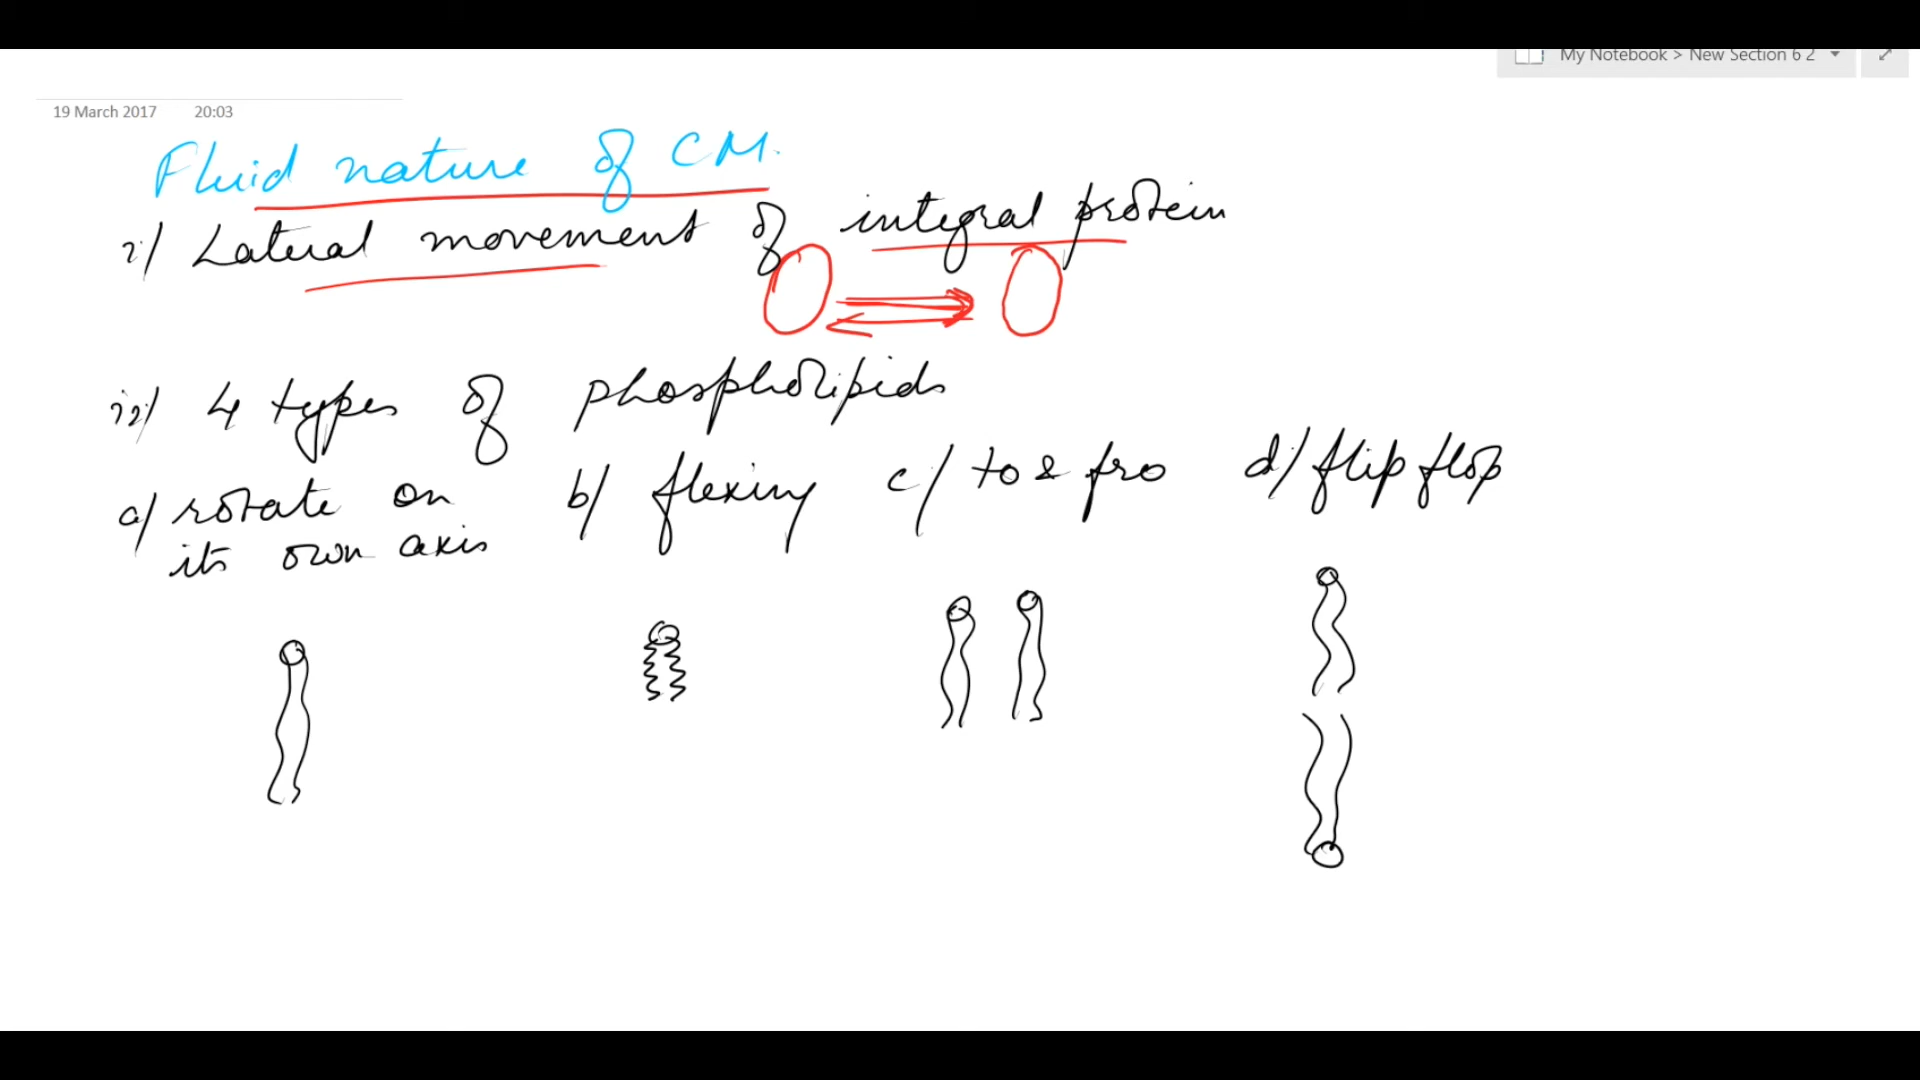 My Notebook > New Section 6 2
19 March 2017 20:03
Fluid nature of CM.
i/ Lateral movement of integral protein
ii/ 4 types of phospholipids
a/ rotate on its own axis
b/ flexing
c/ to & fro
d/ flip flop